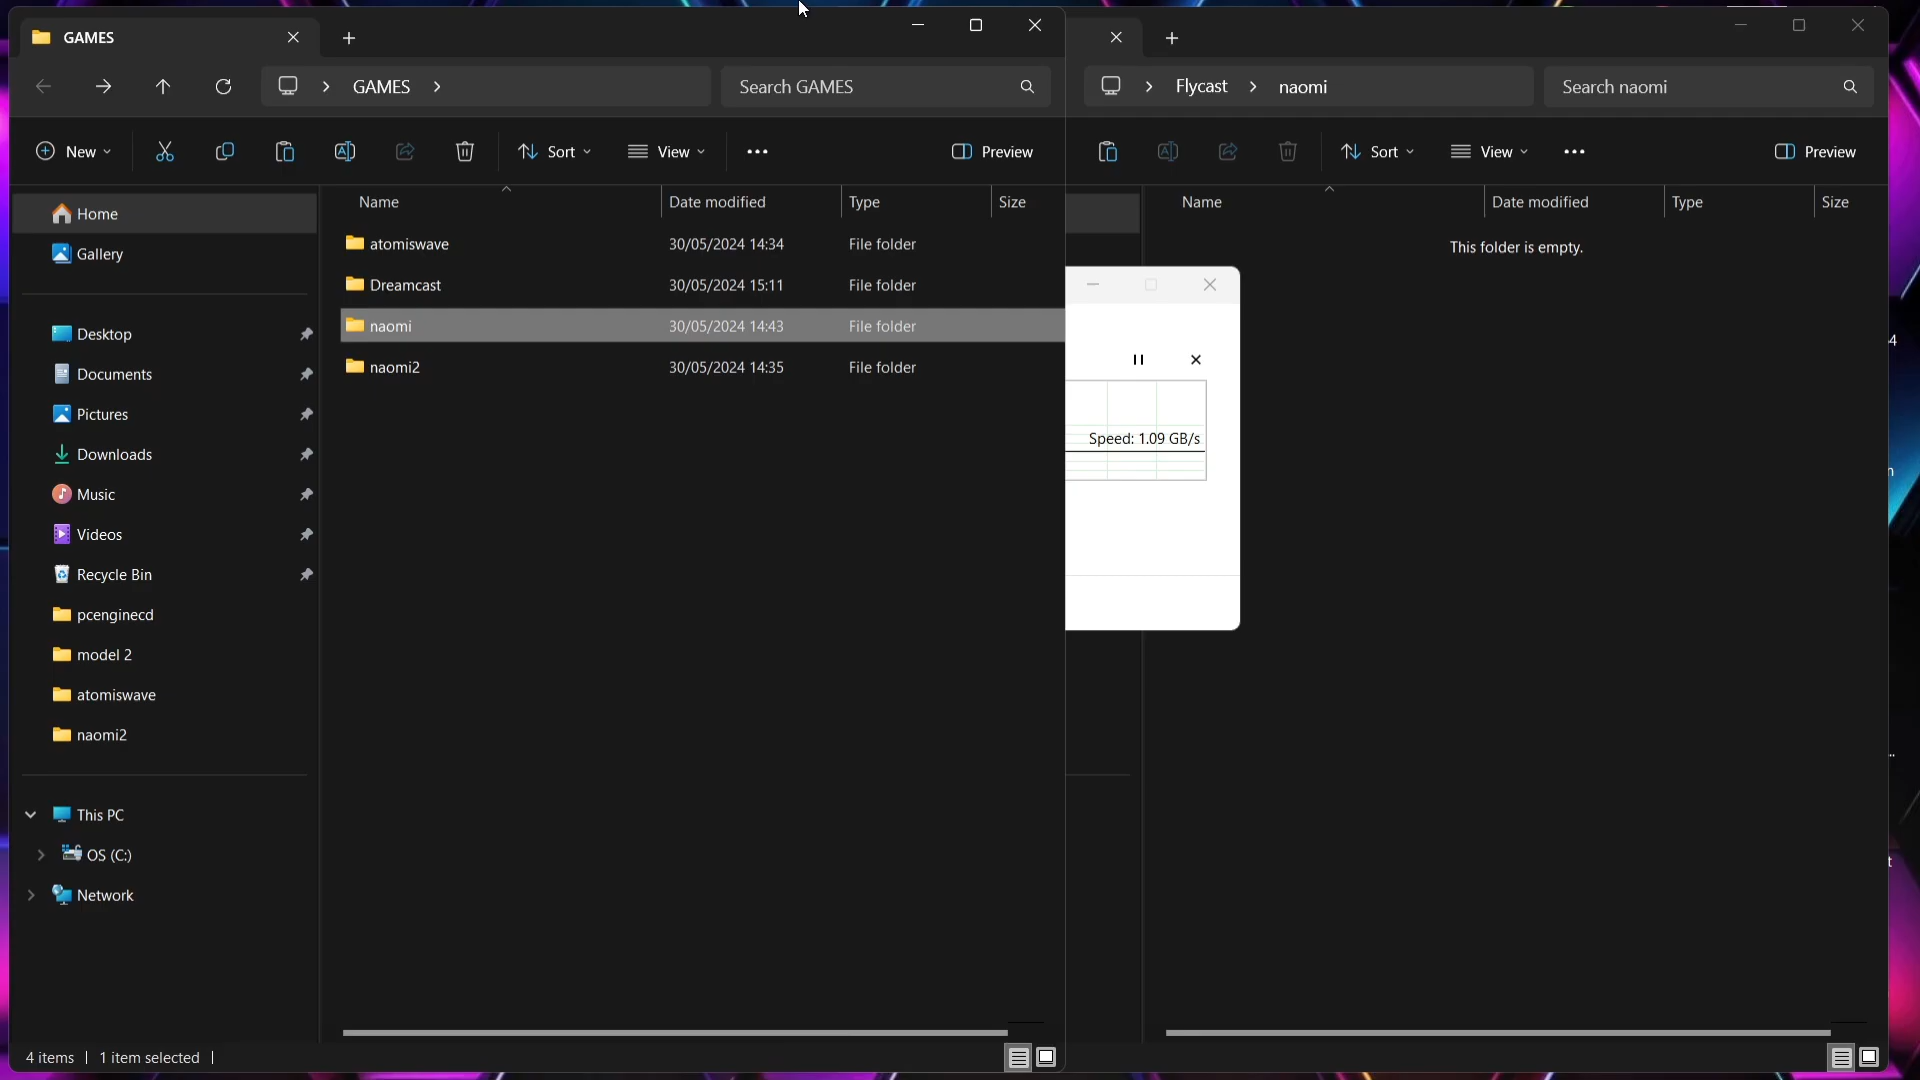 GAMES
GAMES
Search GAMES
New
Sort
View
Preview
Home
Gallery
Desktop
Documents
Pictures
Downloads
Music
Videos
Recycle Bin
pcenginecd
model 2
atomiswave
naomi2
This PC
OS (C:)
Network
Name Date modified Type Size
atomiswave 30/05/2024 14:34 File folder
Dreamcast 30/05/2024 15:11 File folder
naomi 30/05/2024 14:43 File folder
naomi2 30/05/2024 14:35 File folder
4 items 1 item selected
Flycast naomi
Search naomi
Sort
View
Preview
Name Date modified Type Size
This folder is empty.
Speed: 1.09 GB/s
4